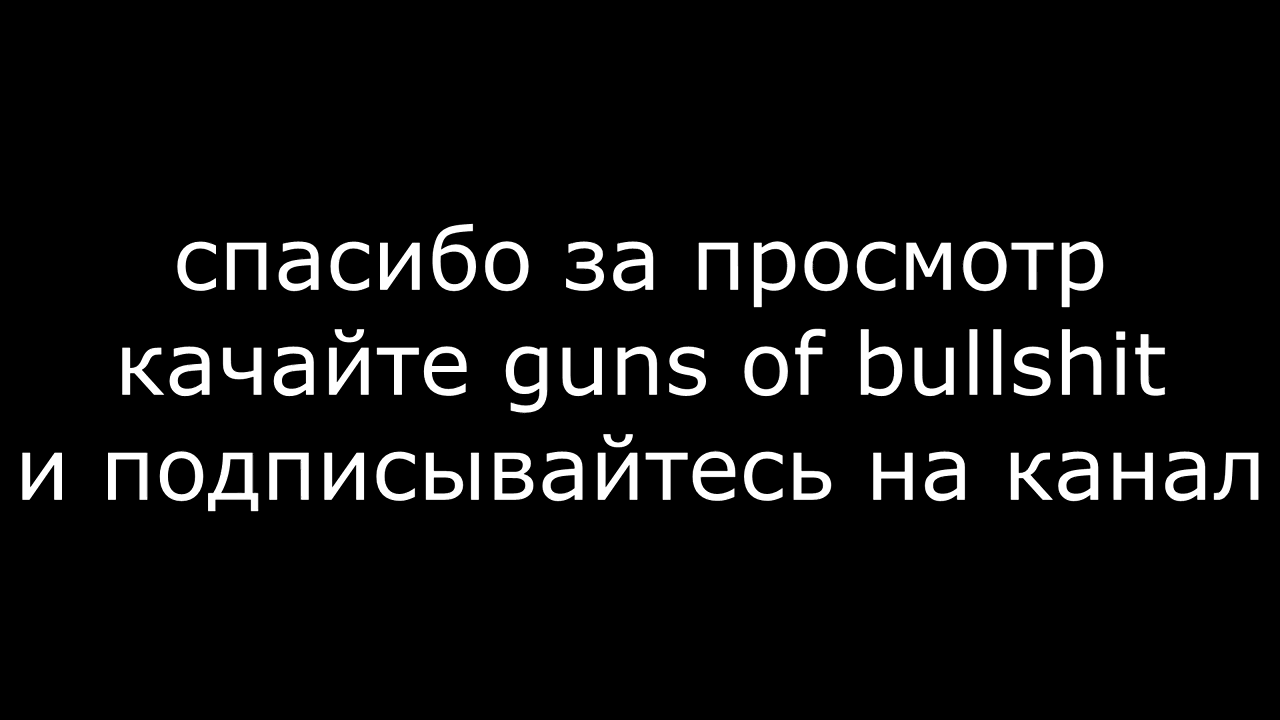 спасибо за просмотр
качайте guns of bullshit
и подписывайтесь на канал